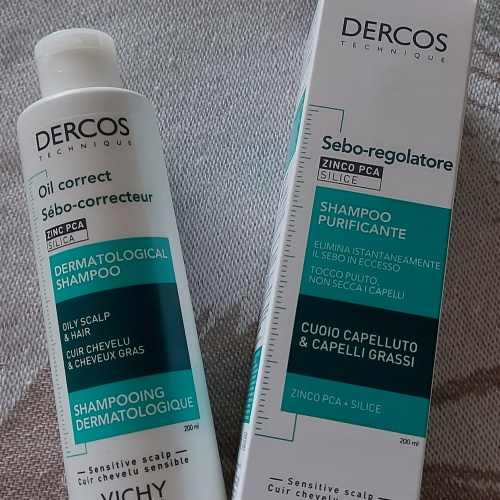 DERCOS
TECHNIQUE
Oil correct
Sébo-correcteur
ZINC PCA
SILICA
DERMATOLOGICAL
SHAMPOO
OILY SCALP
& HAIR
CUIR CHEVELU
& CHEVEUX GRAS
SHAMPOOING
DERMATOLOGIQUE
200 ml
Sensitive scalp
Cuir chevelu sensible
VICHY
DERCOS
TECHNIQUE
Sebo-regolatore
ZINCO PCA
SILICE
SHAMPOO
PURIFICANTE
ELIMINA ISTANTANEAMENTE
IL SEBO IN ECCESSO
TOCCO PULITO,
NON SECCA I CAPELLI
CUOIO CAPELLUTO
& CAPELLI GRASSI
ZINCO PCA + SILICE
200 ml
Sensitive scalp
Cuir chevelu sensible